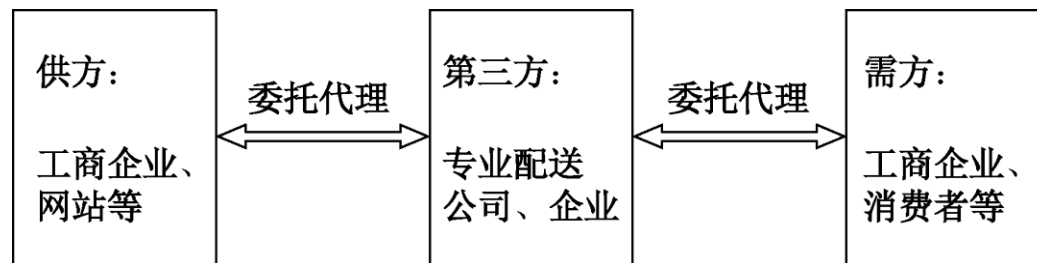 供方：
工商企业、
网站等
委托代理
第三方：
专业配送
公司、企业
委托代理
需方：
工商企业、
消费者等